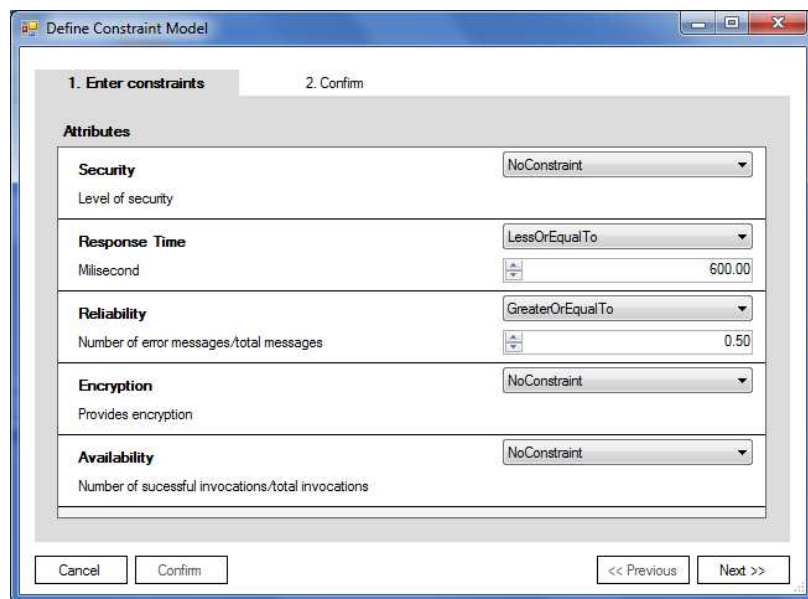 Define Constraint Model
1. Enter constraints 2. Confirm
Attributes
Security NoConstraint
Level of security
Response Time LessOrEqualTo
Milisecond 600.00
Reliability GreaterOrEqualTo
Number of error messages/total messages 0.50
Encryption NoConstraint
Provides encryption
Availability NoConstraint
Number of sucessful invocations/total invocations
Cancel Confirm << Previous Next >>